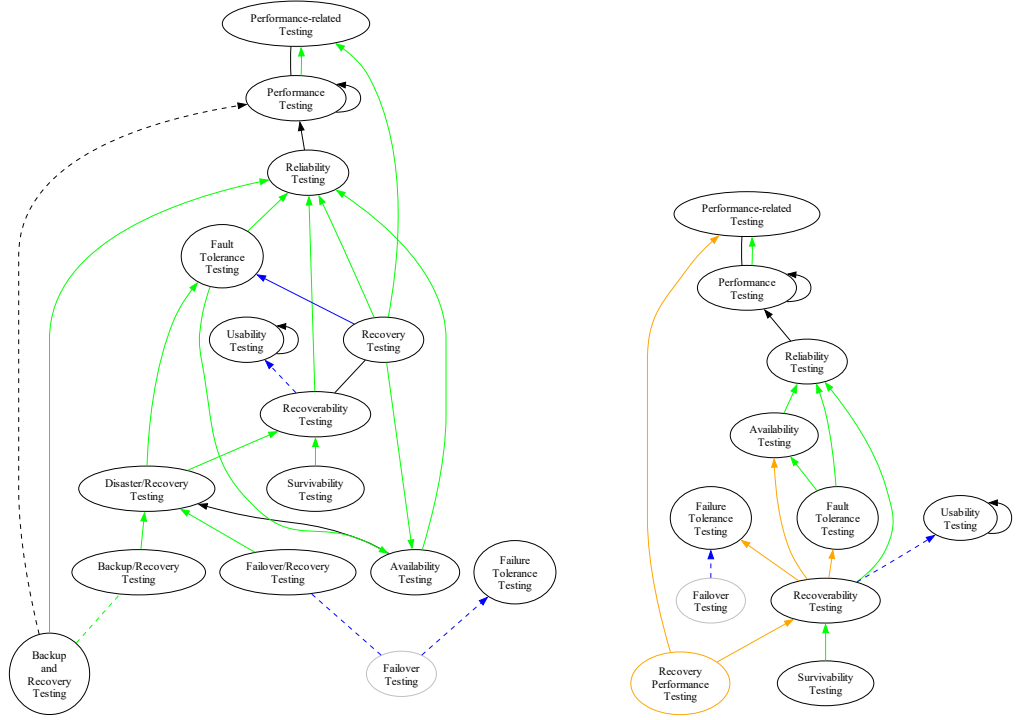 Performance-related
Testing
Performance
Testing
Reliability
Testing
Fault
Tolerance
Testing
Usability
Testing
Recovery
Testing
Recoverability
Testing
Disaster/Recovery
Testing
Survivability
Testing
Backup/Recovery
Testing
Failover/Recovery
Testing
Availability
Testing
Failure
Tolerance
Testing
Backup
and
Recovery
Testing
Failover
Testing
Performance-related
Testing
Performance
Testing
Reliability
Testing
Availability
Testing
Failure
Tolerance Testing
Fault
Tolerance Testing
Usability
Testing
Failover
Testing
Recoverability
Testing
Recovery
Performance
Testing
Survivability
Testing